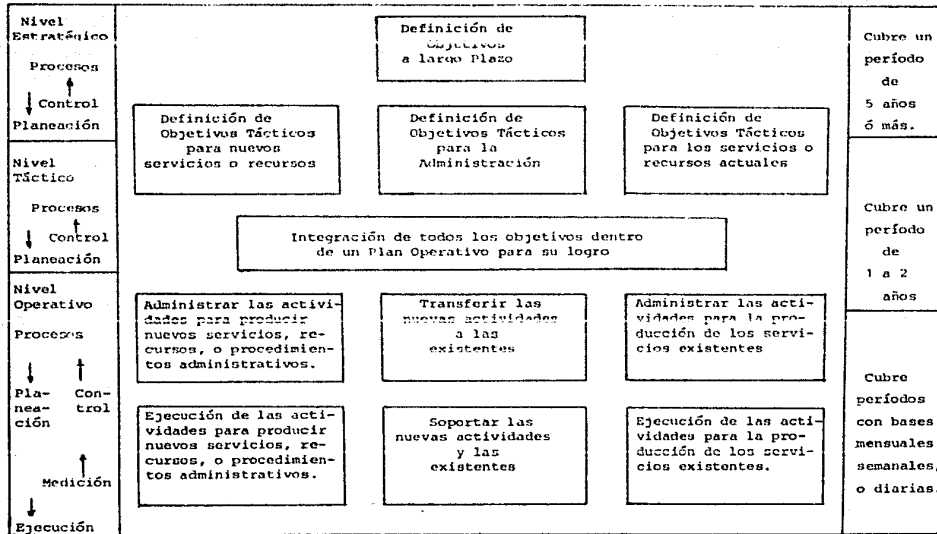 Nivel
Estratégico
Procesos
Control
Planeación
Definición de
Objetivos
a largo Plazo
Cubre un
período
de
5 años
ó más.
Definición de
Objetivos Tácticos
para nuevos
servicios o recursos
Definición de
Objetivos Tácticos
para la
Administración
Definición de
Objetivos Tácticos
para los servicios o
recursos actuales
Nivel
Táctico
Procesos
Control
Planeación
Integración de todos los objetivos dentro
de un Plan Operativo para su logro
Cubre un
período
de
1 a 2
años
Nivel
Operativo
Procesos
Pla- Con-
nea- trol
ción
Medición
Ejecución
Administrar las activi-
dades para producir
nuevos servicios, re-
cursos, o procedimien-
tos administrativos.
Transferir las
nuevas actividades
a las
existentes
Administrar las acti-
vidades para la pro-
ducción de los servi-
cios existentes
Ejecución de las acti-
vidades para producir
nuevos servicios, re-
cursos, o procedimien-
tos administrativos.
Soportar las
nuevas actividades
y las
existentes
Ejecución de las acti-
vidades para la pro-
ducción de los servi-
cios existentes.
Cubre
períodos
con bases
mensuales
semanales,
o diarias.